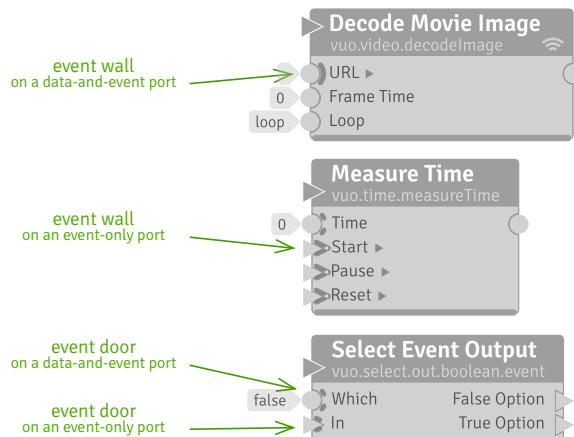 Decode Movie Image
vuo.video.decodeImage
event wall
on a data-and-event port
URL
0
Frame Time
loop
Loop
Measure Time
vuo.time.measureTime
event wall
on an event-only port
0
Time
Start
Pause
Reset
Select Event Output
vuo.select.out.boolean.event
event door
on a data-and-event port
false
Which
False Option
event door
on an event-only port
In
True Option